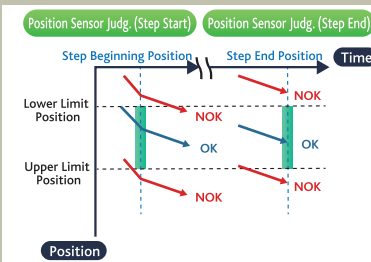 Position Sensor Judg. (Step Start)
Position Sensor Judg. (Step End)
Step Beginning Position
Step End Position
Time
Lower Limit
Position
Upper Limit
Position
NOK
OK
NOK
NOK
OK
NOK
Position